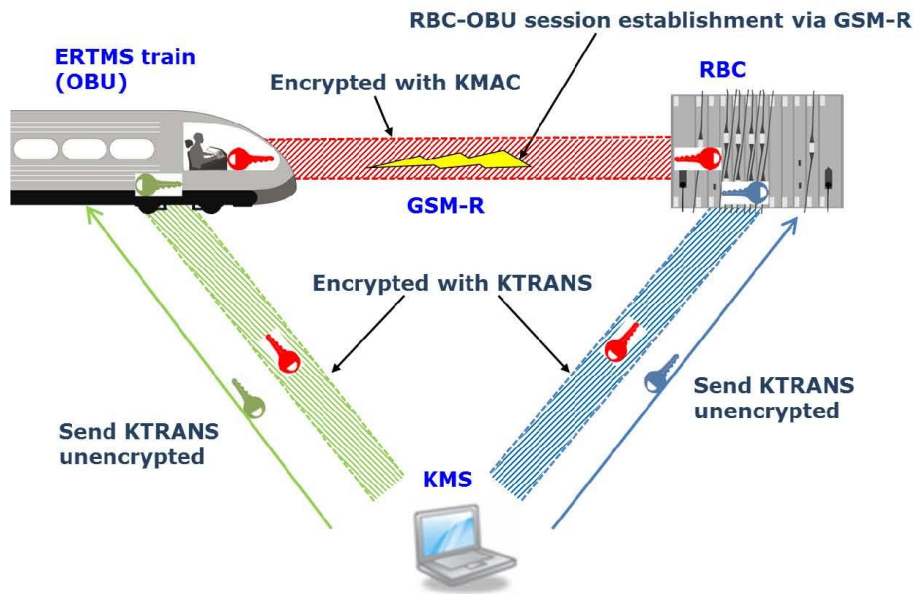 RBC-OBU session establishment via GSM-R
ERTMS train
(OBU)
RBC
Encrypted with KMAC
GSM-R
Encrypted with KTRANS
Send KTRANS
unencrypted
Send KTRANS
unencrypted
KMS